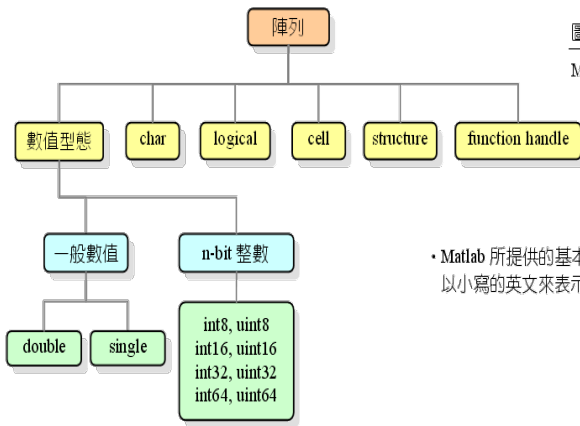 陣列
圖
M
數值型態
char
logical
cell
structure
function handle
一般數值
n-bit 整數
• Matlab 所提供的基本
以小寫的英文來表示
double
single
int8, uint8
int16, uint16
int32, uint32
int64, uint64